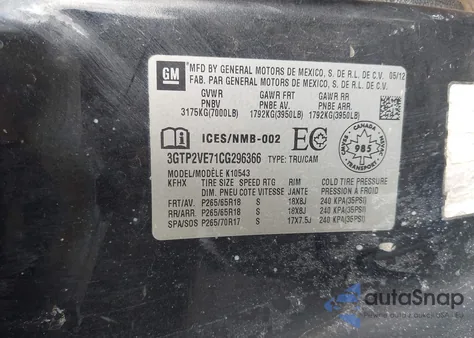 GM
*MFD BY GENERAL MOTORS DE MEXICO, S. DE R.L. DE C.V. 05/12
FAB. PAR GENERAL MOTORS DE MEXICO, S. DE R.L. DE C.V.
GVWR GAWR FRT GAWR RR
PNBV PNBE AVT PNBE ARR.
3175KG(7000LB) 1792KG(3950LB) 1792KG(3950LB)
ICES/NMB-002 EC
CANADA
985
TRANSPORT
3GTP2VE71CG296366 TYPE: TRU/CAM
MODEL/MODÈLE K10543
KFHX TIRE SIZE SPEED RTG RIM COLD TIRE PRESSURE
DIM. PNEU COTE VITESSE JANTE PRESSION À FROID
FRT/AV. P265/65R18 S 18X8J 240 KPA(35PSI)
RR/ARR. P265/65R18 S 18X8J 240 KPA(35PSI)
SPA/SOS P265/70R17 S 17X7.5J 240 KPA(35PSI)
autoSnap